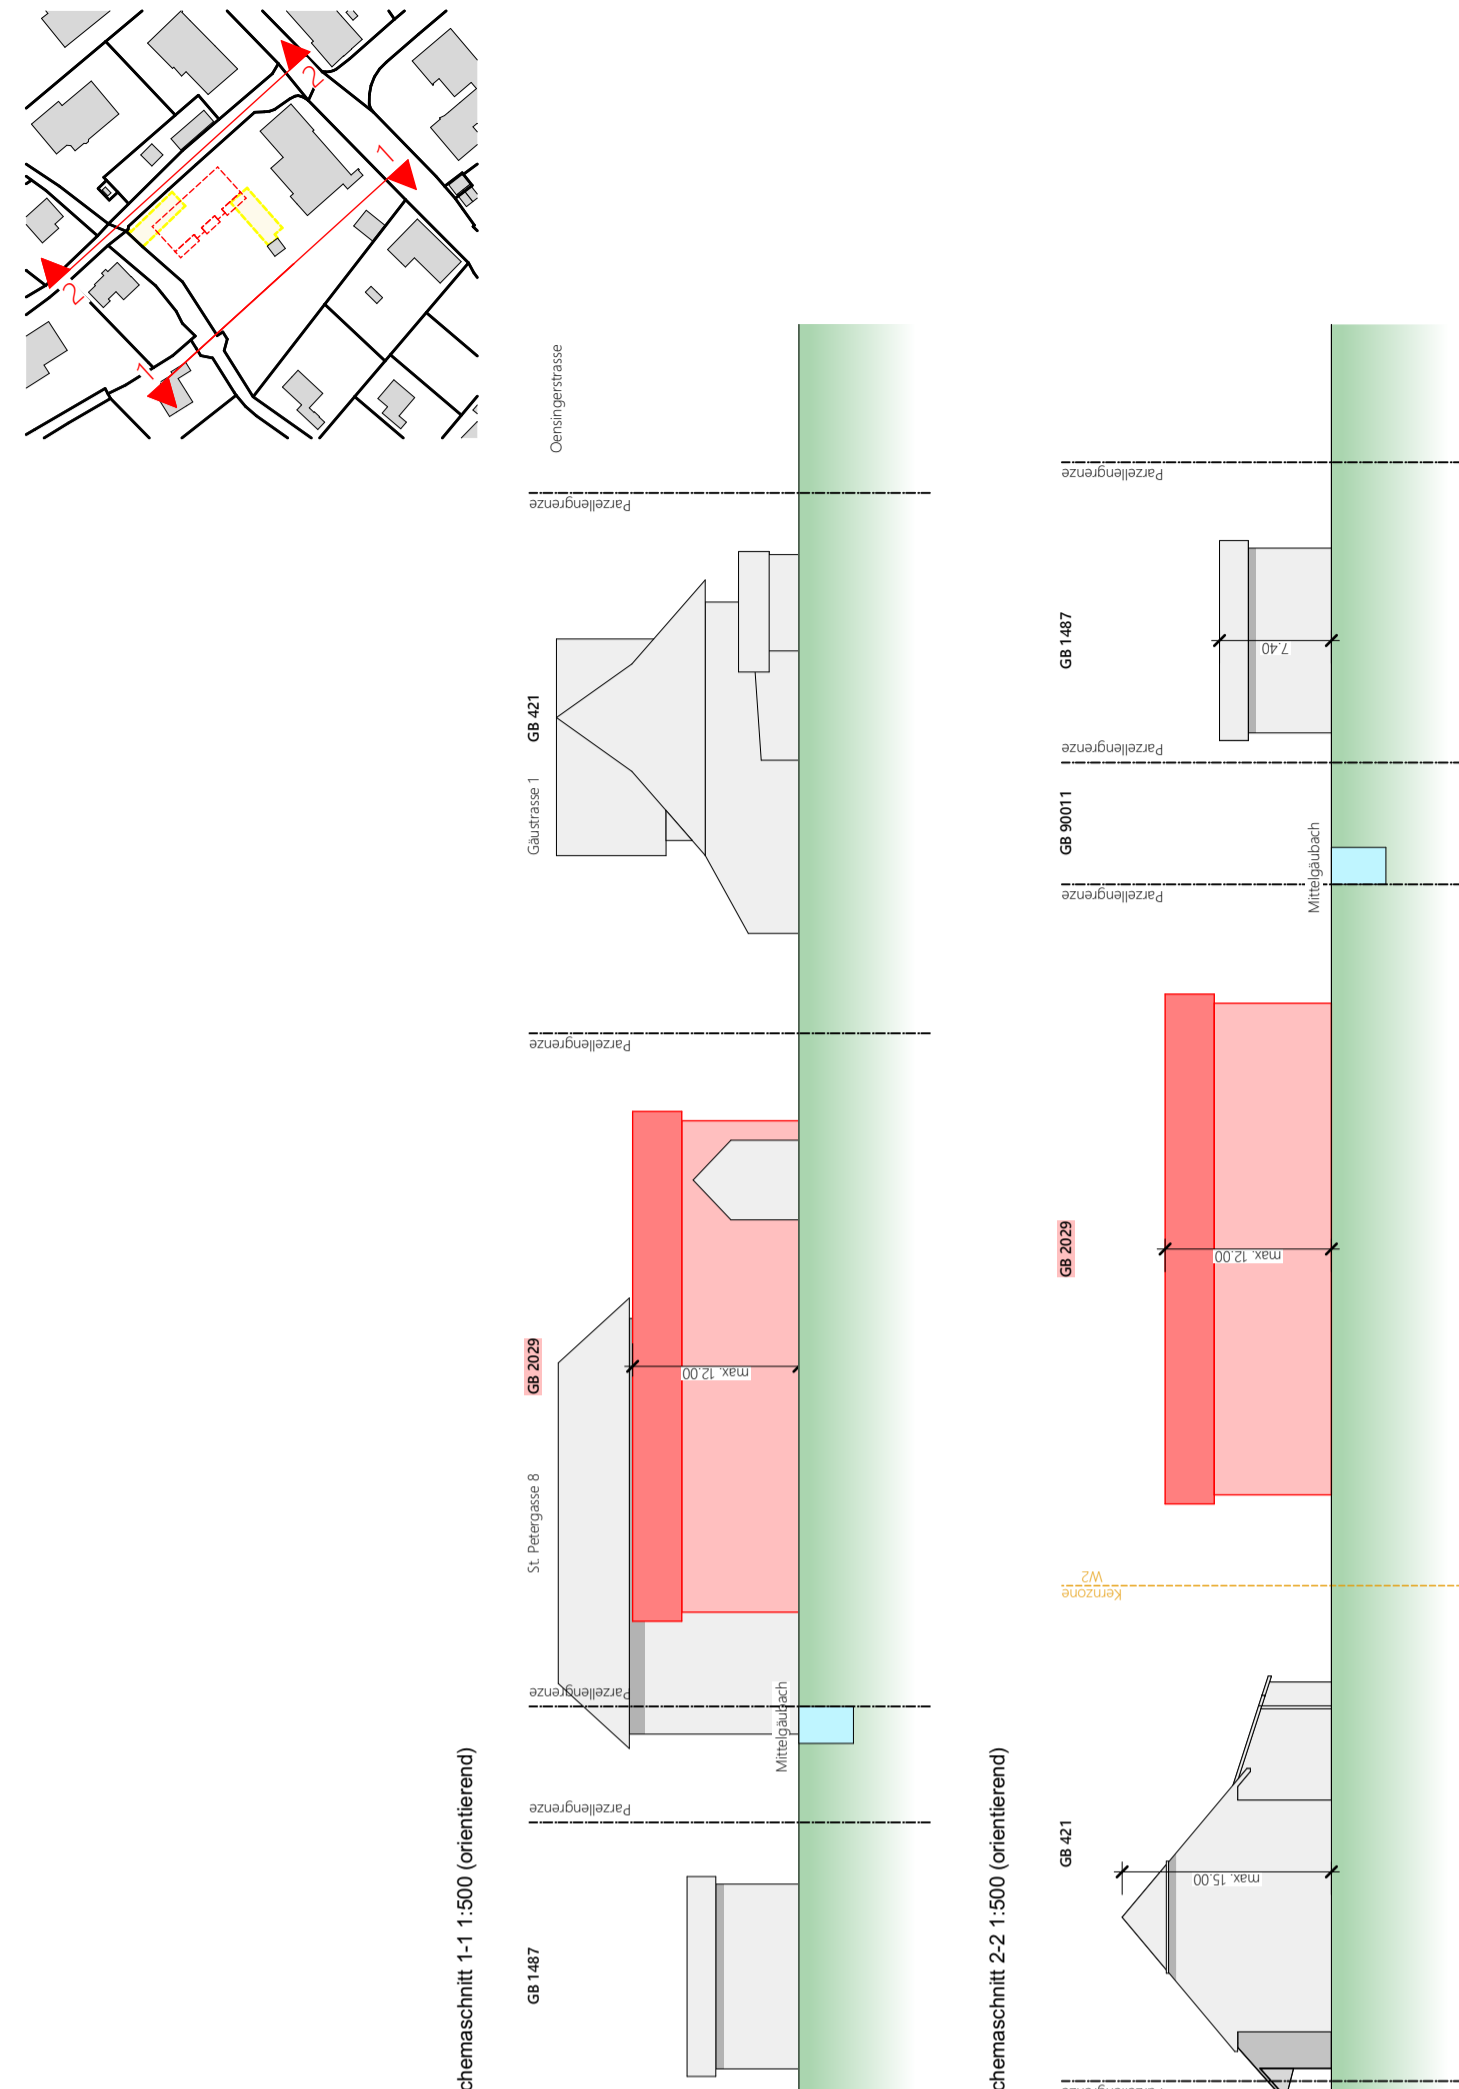 2
1
2
1
chemaschnitt 1-1 1:500 (orientierend)
GB 1487
Parzellengrenze
Mittelgäubach
Parzellengrenze
St. Petergasse 8
GB 2029
max. 12.00
Parzellengrenze
Gäustrasse 1
GB 421
Parzellengrenze
Oensingerstrasse
chemaschnitt 2-2 1:500 (orientierend)
GB 421
max. 15.00
Kernzone
W2
GB 2029
max. 12.00
Parzellengrenze
Mittelgäubach
GB 90011
Parzellengrenze
GB 1487
7.40
Parzellengrenze